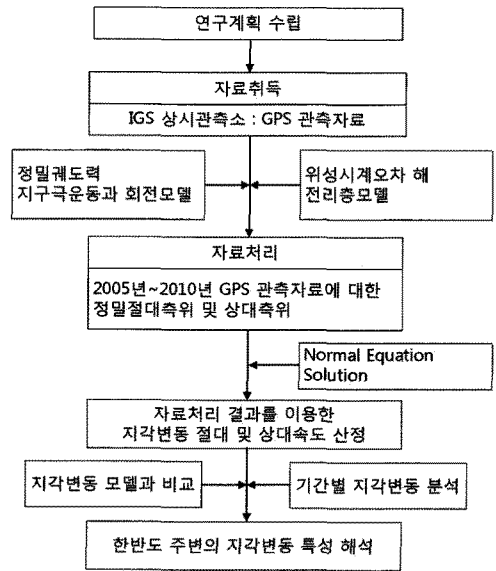 연구계획 수립
자료취득
IGS 상시관측소 : GPS 관측자료
정밀궤도력
지구극운동과 회전모델
위성시계오차 해
전리층모델
자료처리
2005년~2010년 GPS 관측자료에 대한
정밀절대측위 및 상대측위
Normal Equation
Solution
자료처리 결과를 이용한
지각변동 절대 및 상대속도 산정
지각변동 모델과 비교
기간별 지각변동 분석
한반도 주변의 지각변동 특성 해석